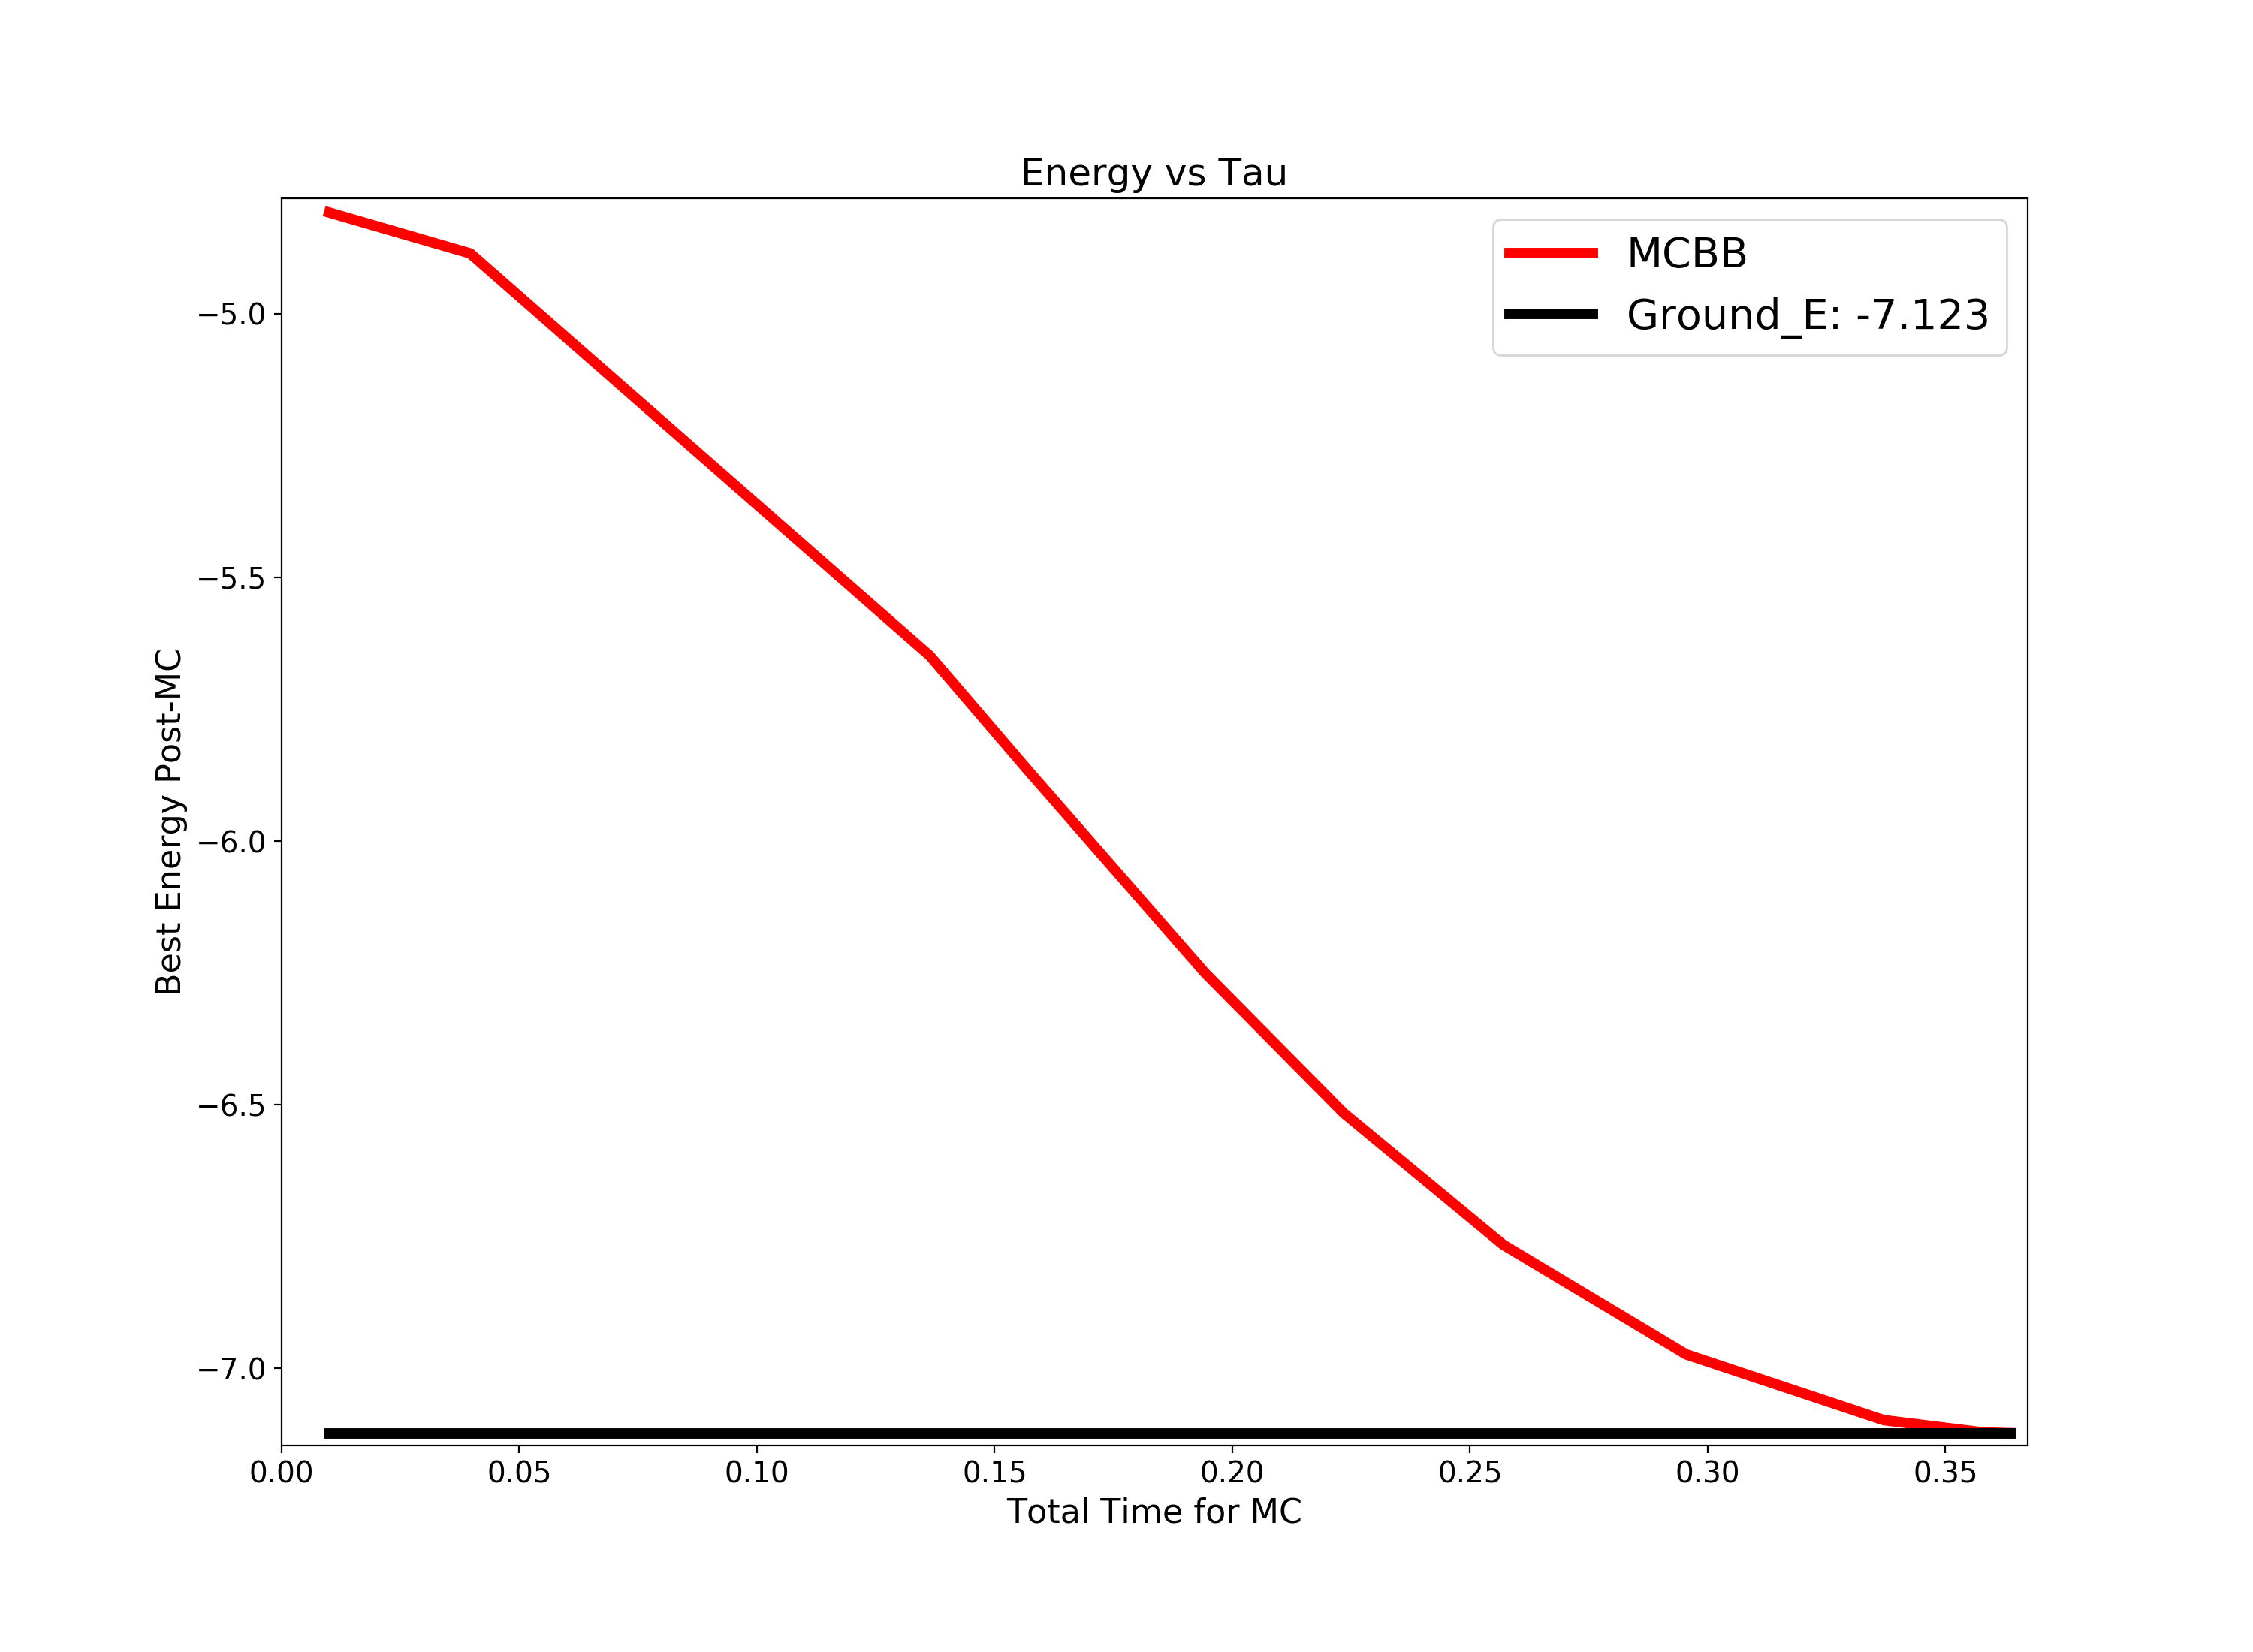 Energy vs Tau
MCBB
Ground_E: -7.123
Best Energy Post-MC
−5.0
−5.5
−6.0
−6.5
−7.0
0.00 0.05 0.10 0.15 0.20 0.25 0.30 0.35
Total Time for MC